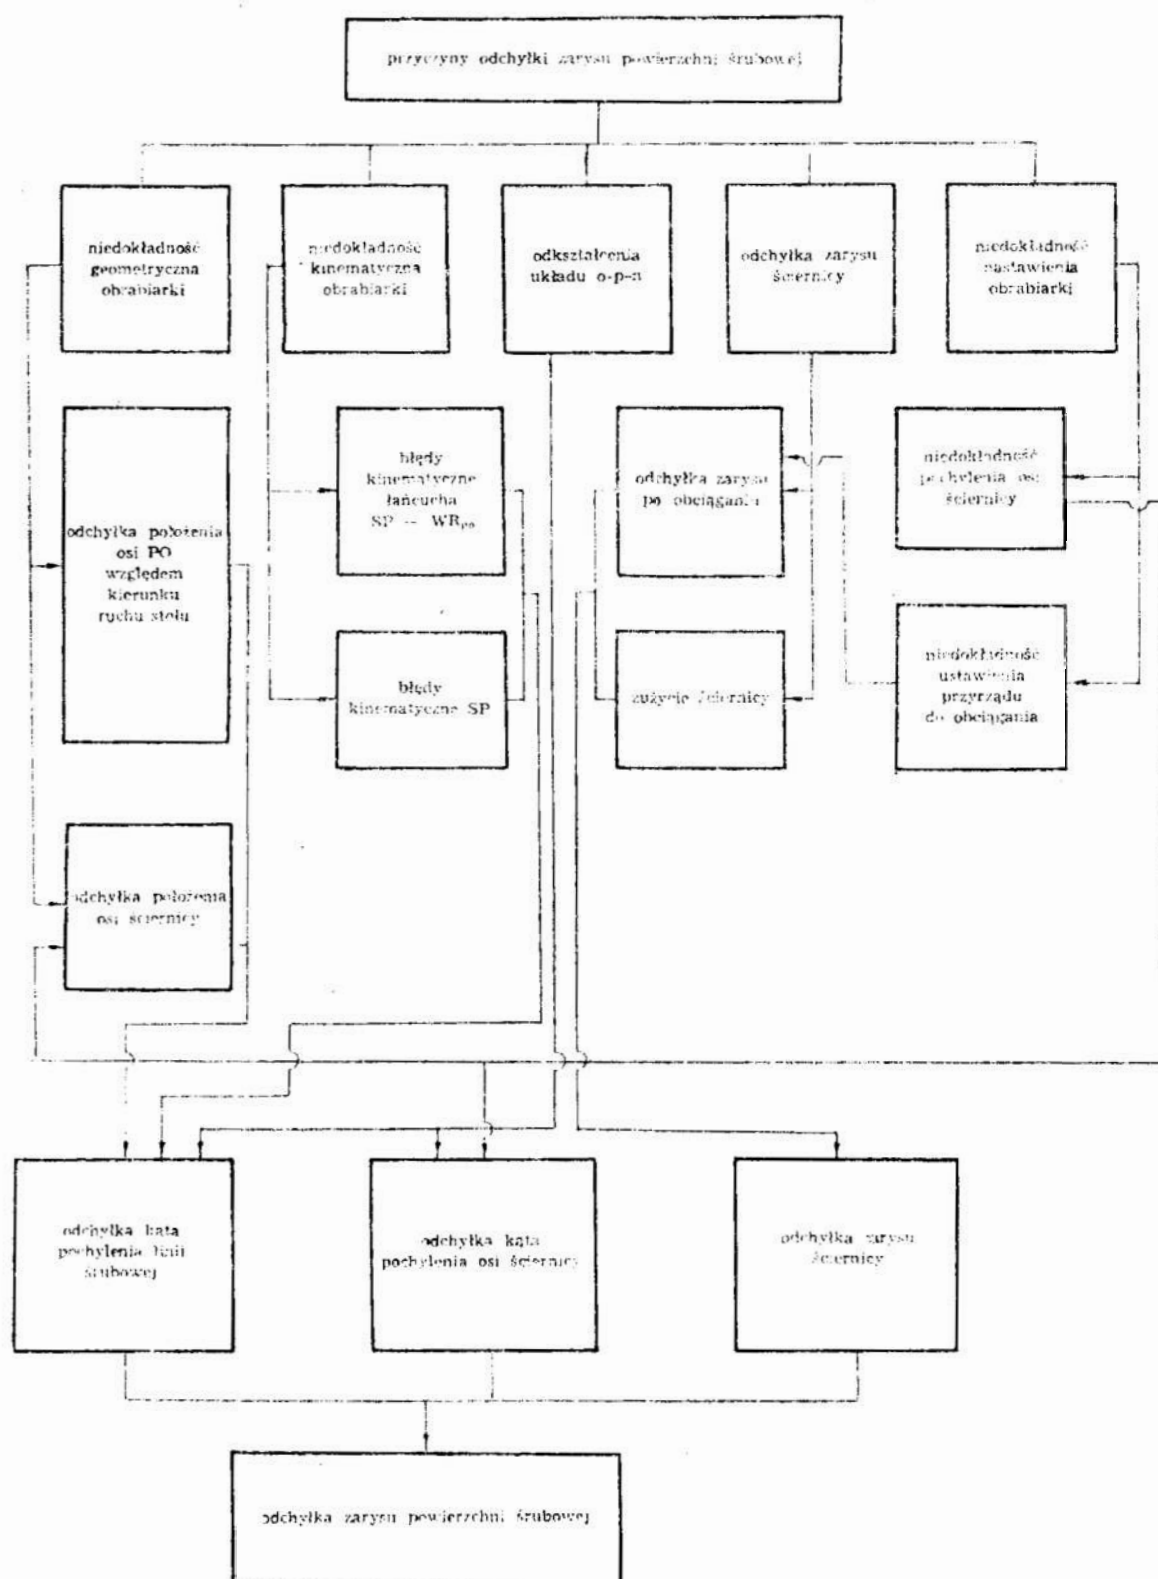 przyczyny odchyłki zarysu powierzchni śrubowej
niedokładność
geometryczna
obrabiarki
niedokładność
kinematyczna
obrabiarki
odkształcenia
układu o-p-n
odchyłka zarysu
ściernicy
niedokładność
nastawienia
obrabiarki
odchyłka położenia
osi PO
względem
kierunku
ruchu stołu
błędy
kinematyczne
łańcucha
SP -- WRpo
odchyłka zarysu
po obciąganiu
niedokładność
pochylenia osi
ściernicy
błędy
kinematyczne SP
zużycie ściernicy
niedokładność
ustawienia
przyrządu
do obciągania
odchyłka położenia
osi ściernicy
odchyłka kąta
pochylenia linii
śrubowej
odchyłka kąta
pochylenia osi ściernicy
odchyłka zarysu
ściernicy
odchyłka zarysu powierzchni śrubowej